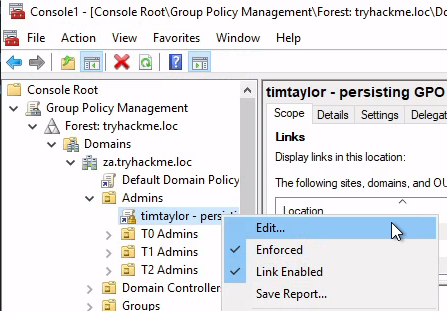 Console1 - [Console Root\Group Policy Management\Forest: tryhackme.loc\Do
File Action View Favorites Window Help
Console Root
Group Policy Management
Forest: tryhackme.loc
Domains
za.tryhackme.loc
Default Domain Policy
Admins
timtaylor - persisti
T0 Admins
T1 Admins
T2 Admins
Domain Controller
Groups
timtaylor - persisting GPO
Scope Details Settings Delegat
Links
Display links in this location:
The following sites, domains, and OU
Location
Edit...
Enforced
Link Enabled
Save Report...